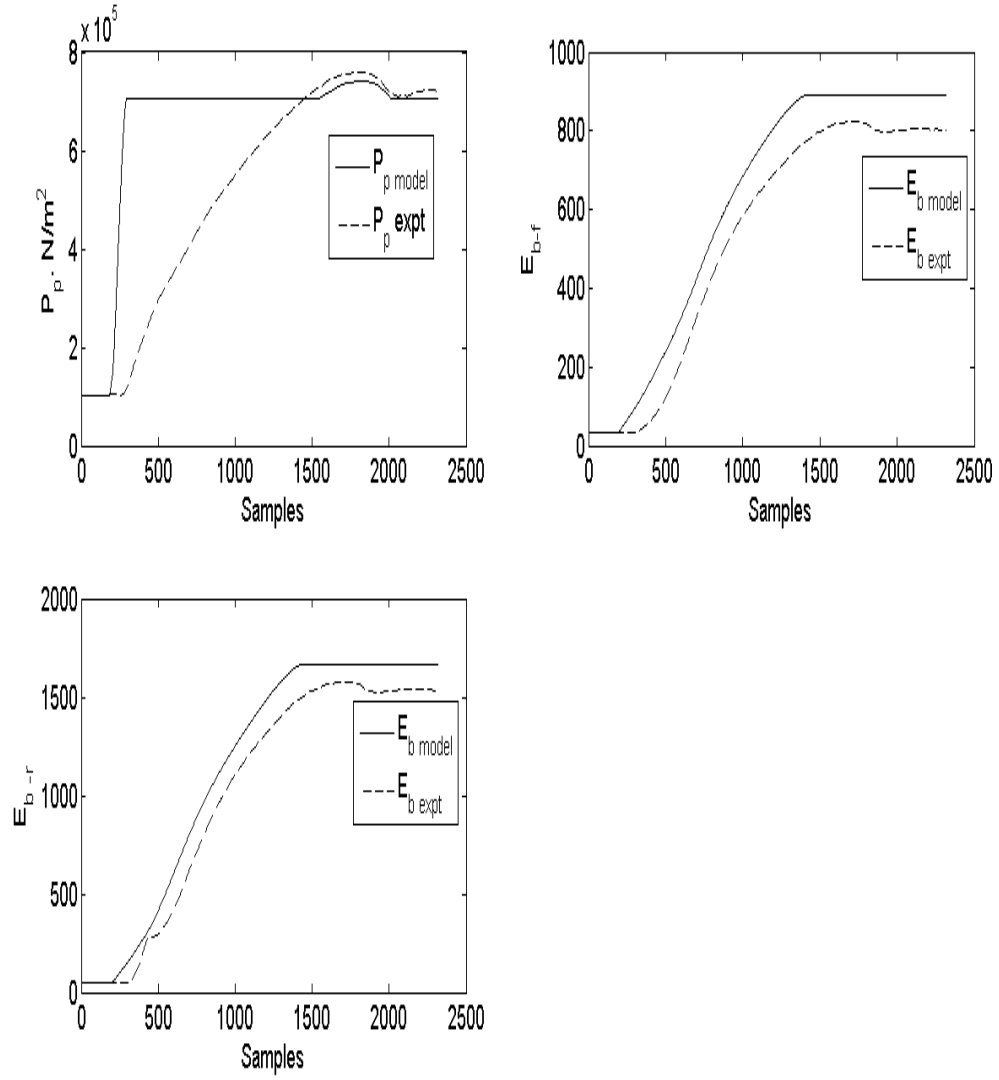 × 10^5
8
6
4
2
0
P_p, N/m^2
P_p model
P_p expt
0 500 1000 1500 2000 2500
Samples
1000
800
600
400
200
0
E_b-f
E_b model
E_b expt
0 500 1000 1500 2000 2500
Samples
2000
1500
1000
500
0
E_b-r
E_b model
E_b expt
0 500 1000 1500 2000 2500
Samples